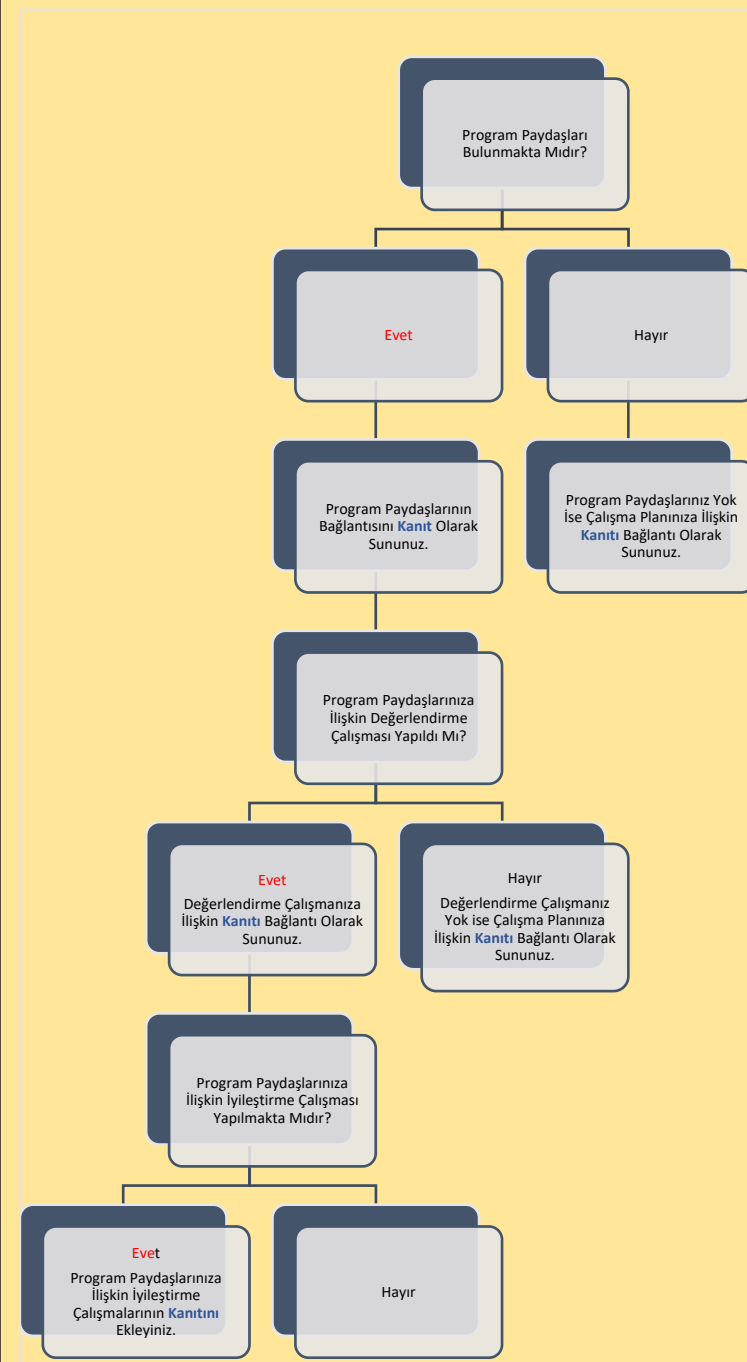 Program Paydaşları
Bulunmakta Mıdır?
Evet
Hayır
Program Paydaşlarının
Bağlantısını Kanıt Olarak
Sununuz.
Program Paydaşlarınız Yok
İse Çalışma Planınıza İlişkin
Kanıtı Bağlantı Olarak
Sununuz.
Program Paydaşlarınıza
İlişkin Değerlendirme
Çalışması Yapıldı Mı?
Evet
Değerlendirme Çalışmanıza
İlişkin Kanıtı Bağlantı Olarak
Sununuz.
Hayır
Değerlendirme Çalışmanız
Yok ise Çalışma Planınıza
İlişkin Kanıtı Bağlantı Olarak
Sununuz.
Program Paydaşlarınıza
İlişkin İyileştirme Çalışması
Yapılmakta Mıdır?
Evet
Program Paydaşlarınıza
İlişkin İyileştirme
Çalışmalarının Kanıtını
Ekleyiniz.
Hayır